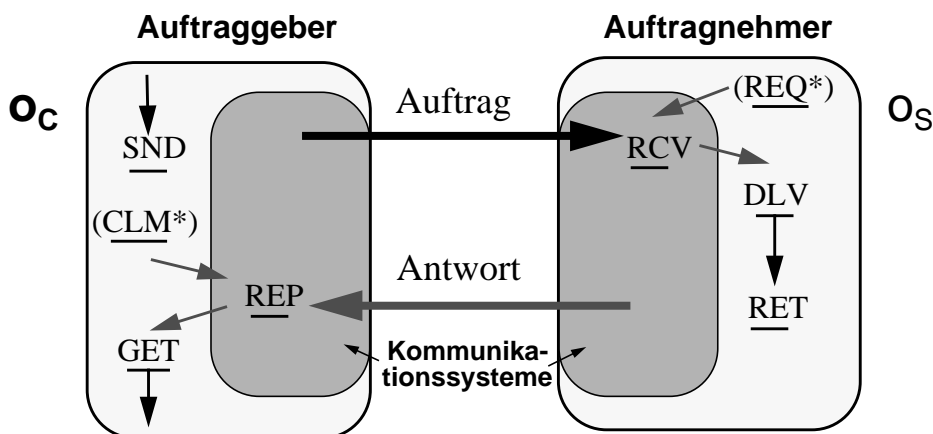 Auftraggeber
Auftragnehmer
oC
SND
(CLM*)
REP
GET
Auftrag
Antwort
Kommunika-
tionssysteme
(REQ*)
RCV
DLV
RET
oS